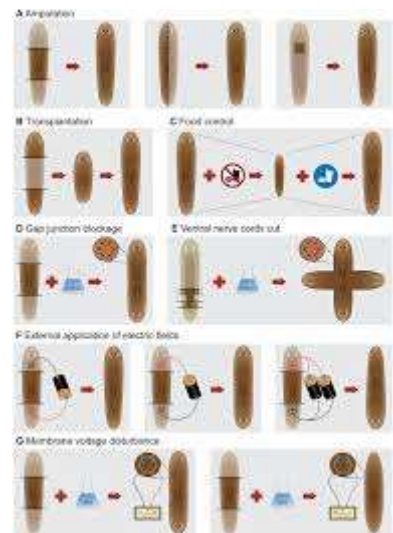 A Amputation
B Transplantation
C Food control
D Gap junction blockage
E Ventral nerve cords cut
F External application of electric fields
G Membrane voltage disturbance